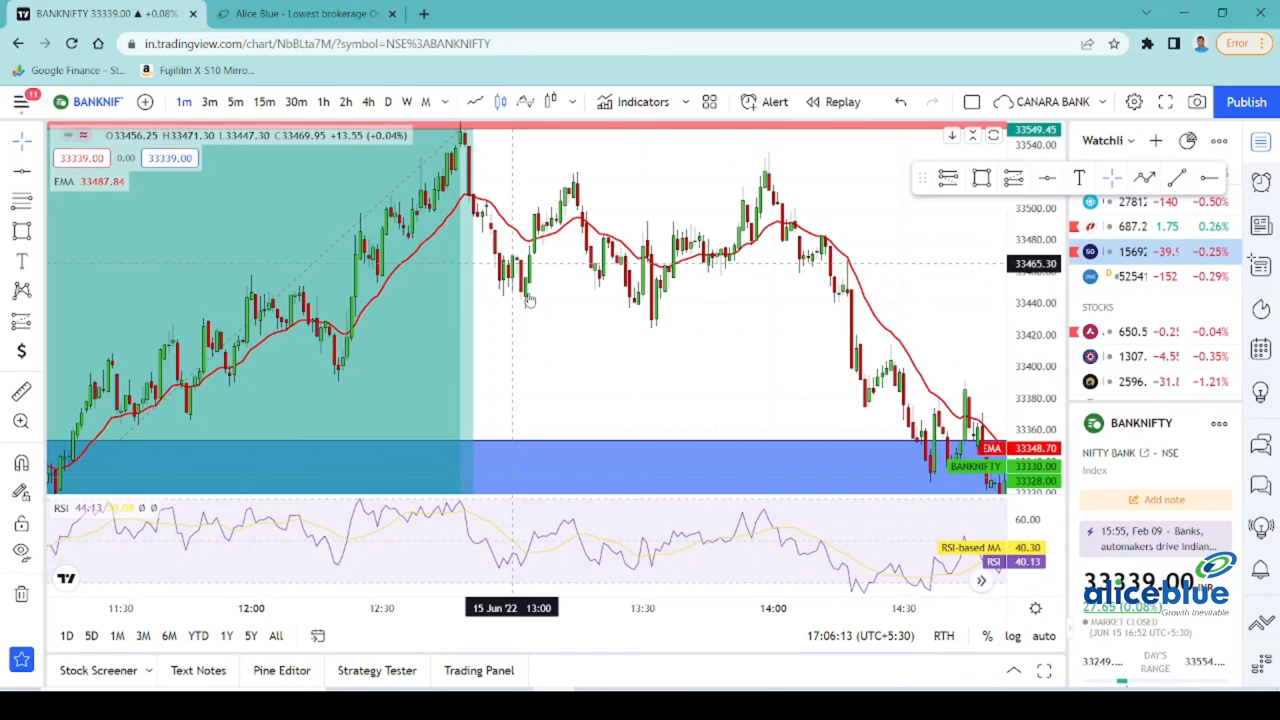 BANKNIFTY 33339.00 ▲ +0.08%
Alice Blue - Lowest brokerage O
in.tradingview.com/chart/NbBLta7M/?symbol=NSE%3ABANKNIFTY
Error
Google Finance – St...
Fujifilm X-S10 Mirro...
11
BANKNIF
1m 3m 5m 15m 30m 1h 2h 4h D W M
Indicators
Alert
Replay
CANARA BANK
Publish
O33456.25 H33471.30 L33447.30 C33469.95 +13.55 (+0.04%)
33339.00 0.00 33339.00
EMA 33487.84
33549.45
33540.00
33500.00
33480.00
33465.30
33440.00
33420.00
33400.00
33380.00
33360.00
EMA 33348.70
BANKNIFTY 33330.00
33328.00
RSI 44.13
60.00
RSI-based MA 40.30
RSI 40.13
11:30 12:00 12:30 15 Jun '22 13:00 13:30 14:00 14:30
1D 5D 1M 3M 6M YTD 1Y 5Y All
17:06:13 (UTC+5:30) RTH % log auto
Stock Screener Text Notes Pine Editor Strategy Tester Trading Panel
Watchli
27812 -140 -0.50%
687.2 1.75 0.26%
1569 -39.9 -0.25%
D 52541 -152 -0.29%
STOCKS
650.5 -0.25 -0.04%
1307. -4.55 -0.35%
2596. -31.8 -1.21%
BANKNIFTY
NIFTY BANK NSE
Index
Add note
15:55, Feb 09 - Banks,
automakers drive Indian...
33339.00
27.65 (0.08%)
aliceblue
Growth Inevitable
MARKET CLOSED
(JUN 15 16:52 UTC+5:30)
33249.... DAY'S RANGE 33554....